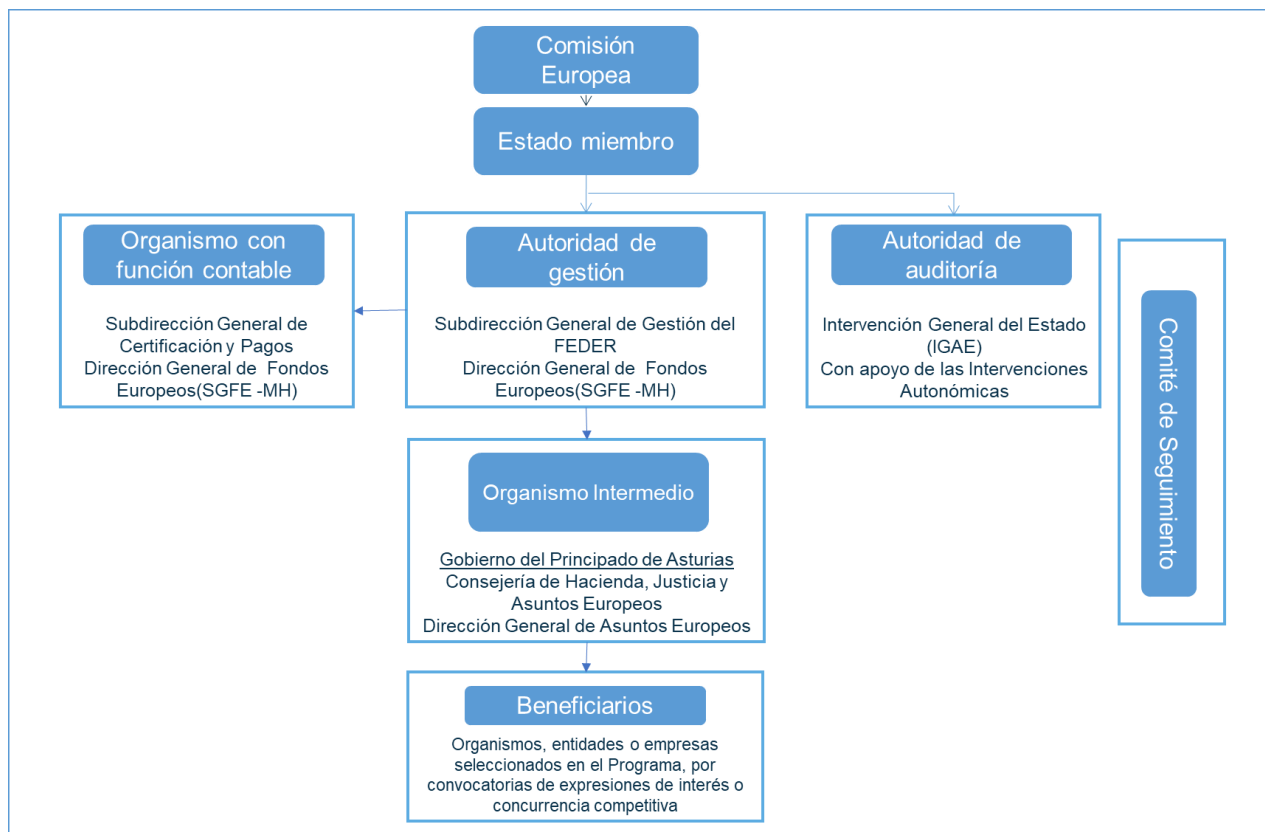 Comisión
Europea
Estado miembro
Organismo con
función contable
Subdirección General de
Certificación y Pagos
Dirección General de Fondos
Europeos(SGFE -MH)
Autoridad de
gestión
Subdirección General de Gestión del
FEDER
Dirección General de Fondos
Europeos(SGFE -MH)
Autoridad de
auditoría
Intervención General del Estado
(IGAE)
Con apoyo de las Intervenciones
Autonómicas
Comité de Seguimiento
Organismo Intermedio
Gobierno del Principado de Asturias
Consejería de Hacienda, Justicia y
Asuntos Europeos
Dirección General de Asuntos Europeos
Beneficiarios
Organismos, entidades o empresas
seleccionados en el Programa, por
convocatorias de expresiones de interés o
concurrencia competitiva